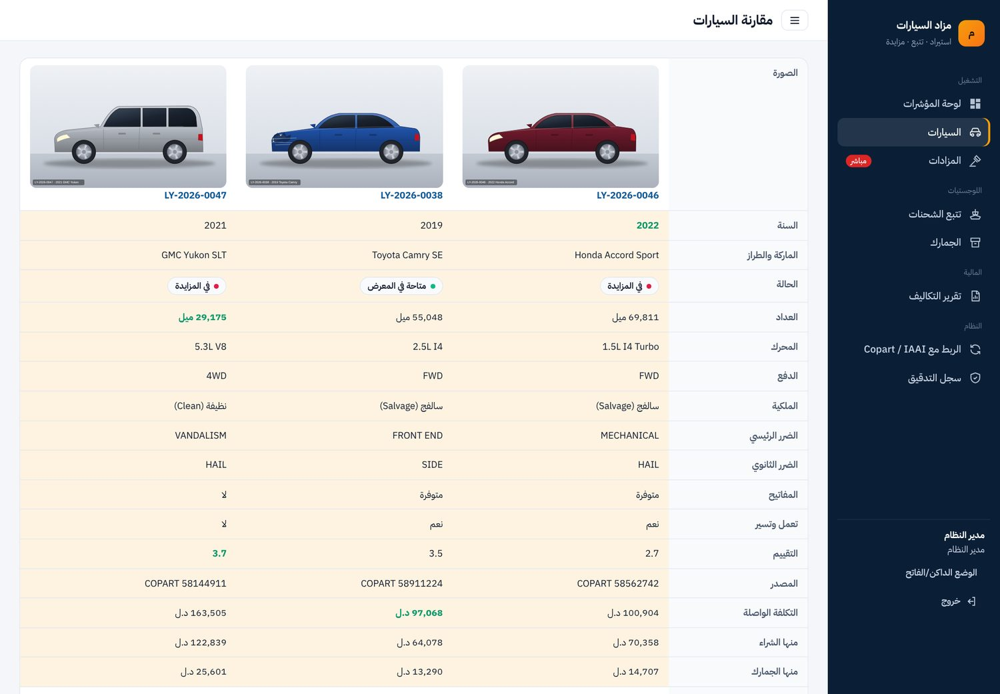 م
مزاد السيارات
استيراد · تتبع · مزايدة
التشغيل
لوحة المؤشرات
السيارات
المزادات
مباشر
اللوجستيات
تتبع الشحنات
الجمارك
المالية
تقرير التكاليف
النظام
الربط مع Copart / IAAI
سجل التدقيق
مدير النظام
مدير النظام
الوضع الداكن/الفاتح
خروج
مقارنة السيارات
الصورة
LY-2026-0046 · 2022 Honda Accord
LY-2026-0038 · 2019 Toyota Camry
LY-2026-0047 · 2021 GMC Yukon
LY-2026-0046 LY-2026-0038 LY-2026-0047
السنة 2022 2019 2021
الماركة والطراز Honda Accord Sport Toyota Camry SE GMC Yukon SLT
الحالة في المزايدة متاحة في المعرض في المزايدة
العداد 69,811 ميل 55,048 ميل 29,175 ميل
المحرك 1.5L I4 Turbo 2.5L I4 5.3L V8
الدفع FWD FWD 4WD
الملكية سالفج (Salvage) سالفج (Salvage) نظيفة (Clean)
الضرر الرئيسي MECHANICAL FRONT END VANDALISM
الضرر الثانوي HAIL SIDE HAIL
المفاتيح متوفرة متوفرة لا
تعمل وتسير نعم نعم لا
التقييم 2.7 3.5 3.7
المصدر COPART 58562742 COPART 58911224 COPART 58144911
التكلفة الواصلة 100,904 د.ل 97,068 د.ل 163,505 د.ل
منها الشراء 70,358 د.ل 64,078 د.ل 122,839 د.ل
منها الجمارك 14,707 د.ل 13,290 د.ل 25,601 د.ل